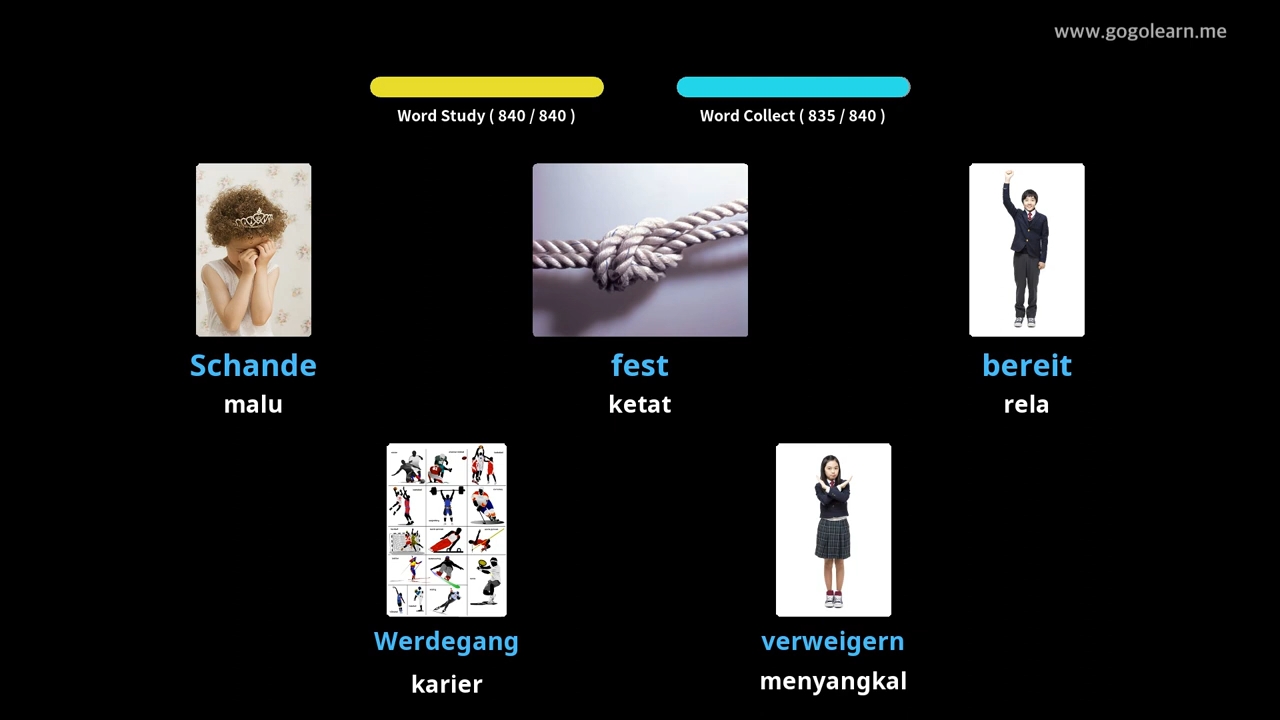 www.gogolearn.me
Word Study ( 840 / 840 )
Word Collect ( 835 / 840 )
Schande
fest
bereit
malu
ketat
rela
Werdegang
verweigern
karier
menyangkal